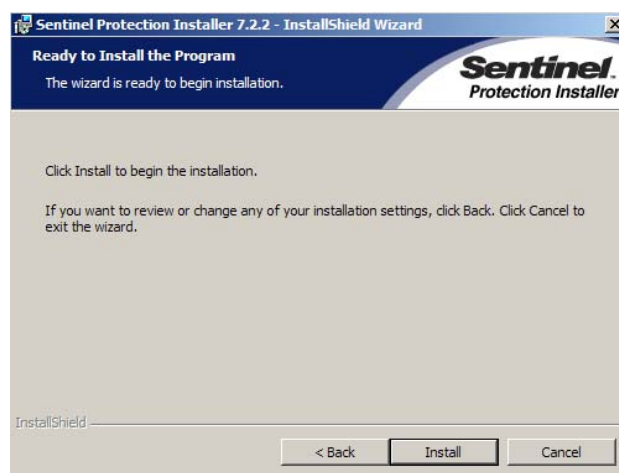 Sentinel Protection Installer 7.2.2 - InstallShield Wizard
Ready to Install the Program
The wizard is ready to begin installation.
Sentinel.
Protection Installer
Click Install to begin the installation.
If you want to review or change any of your installation settings, click Back. Click Cancel to
exit the wizard.
InstallShield
< Back
Install
Cancel